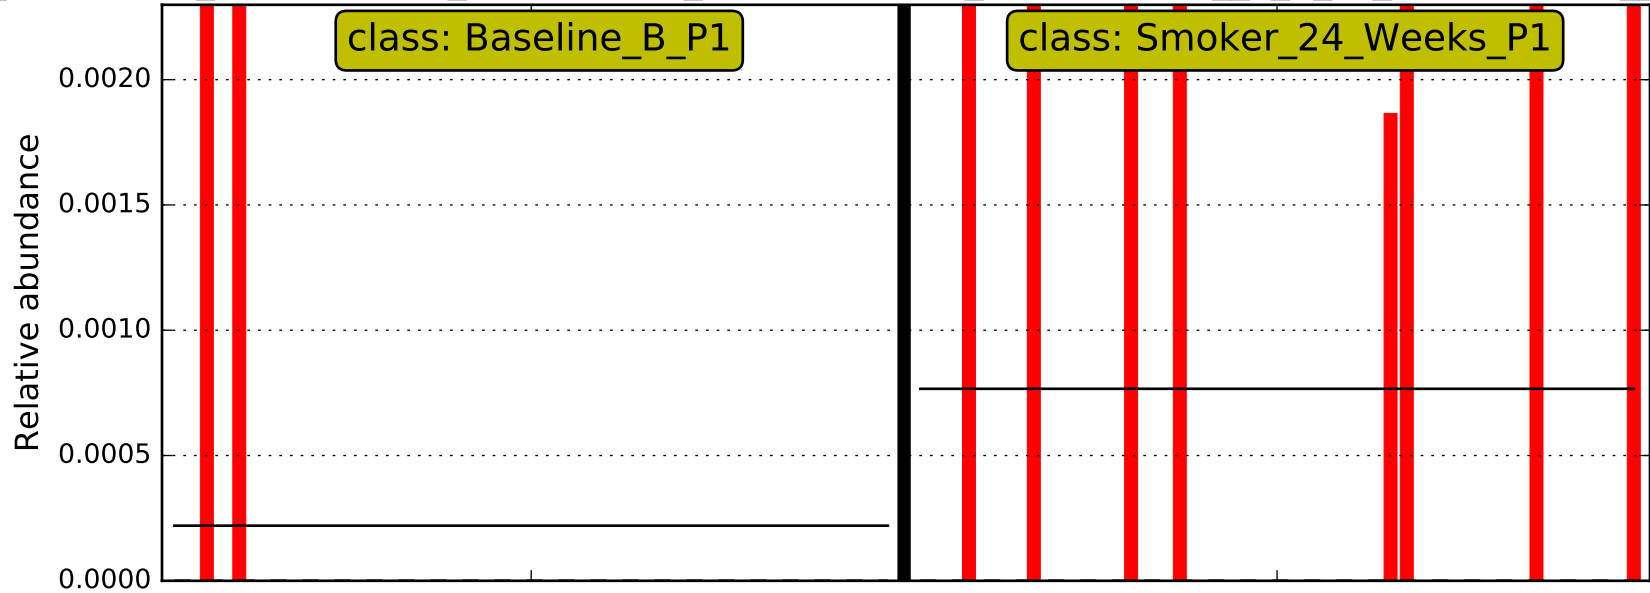 class: Baseline_B_P1
class: Smoker_24_Weeks_P1
Relative abundance
0.0020
0.0015
0.0010
0.0005
0.0000